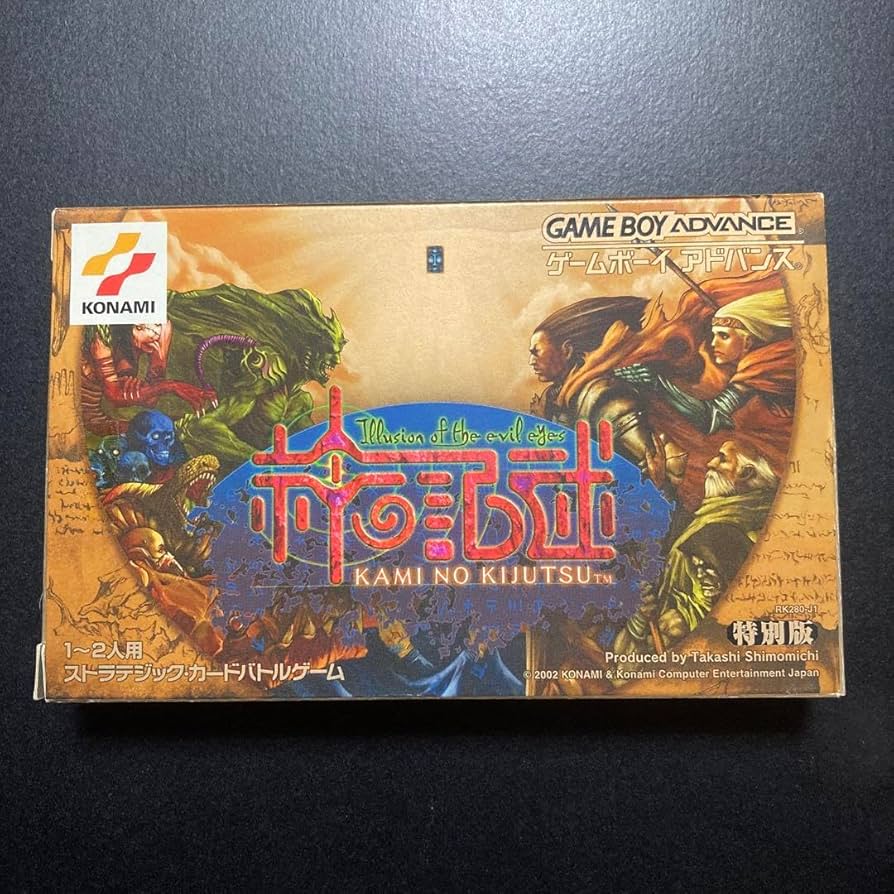 KONAMI
GAME BOY ADVANCE
ゲームボーイ アドバンス
Illusion of the evil eyes
神の記述
KAMI NO KIJUTSU™
1〜2人用
ストラテジック・カードバトルゲーム
RK280-J1
特別版
Produced by Takashi Shimomichi
© 2002 KONAMI & Konami Computer Entertainment Japan